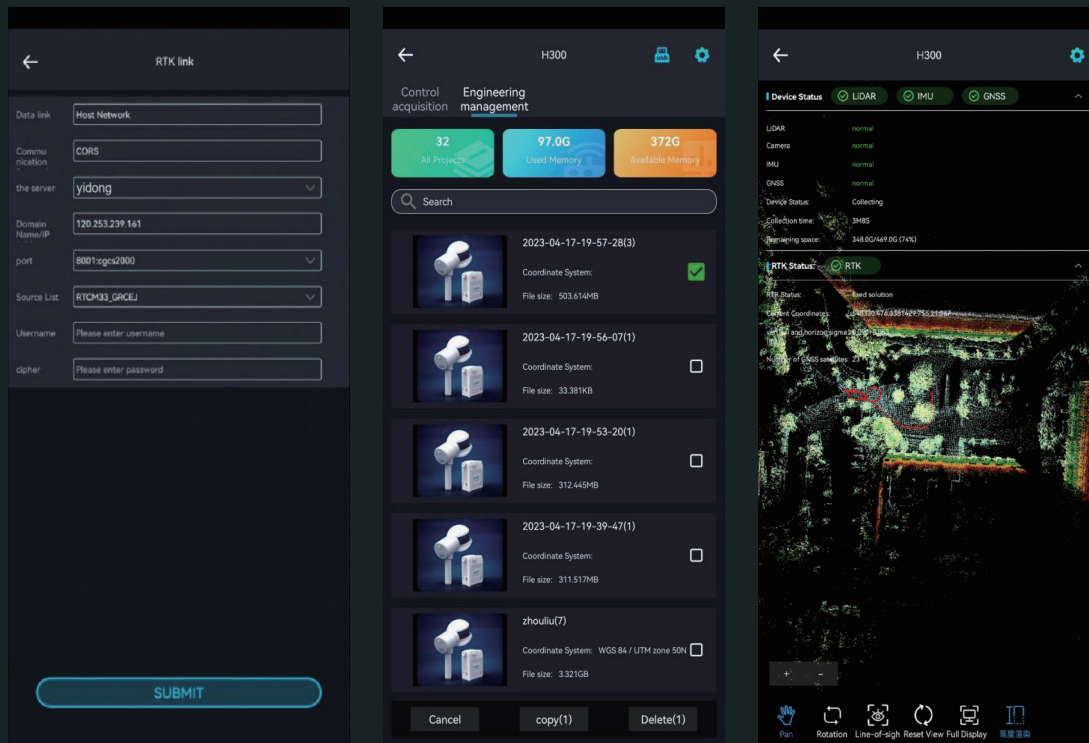 RTK link
Data link
Host Network
Commu
nication
CORS
the server
yidong
Domain
Name/IP
120.253.239.161
port
8001:cgcs2000
Source List
RTCM33_GRCEJ
Username
Please enter username
cipher
Please enter password
SUBMIT
H300
Control
acquisition
Engineering
management
32
All Projects
97.0G
Used Memory
372G
Available Memory
Search
2023-04-17-19-57-28(3)
Coordinate System:
File size: 503.614MB
2023-04-17-19-56-07(1)
Coordinate System:
File size: 33.381KB
2023-04-17-19-53-20(1)
Coordinate System:
File size: 312.445MB
2023-04-17-19-39-47(1)
Coordinate System:
File size: 311.517MB
zhouliu(7)
Coordinate System: WGS 84 / UTM zone 50N
File size: 3.321GB
Cancel
copy(1)
Delete(1)
H300
Device Status
LiDAR
IMU
GNSS
LiDAR normal
Camera normal
IMU normal
GNSS normal
Device Status: Collecting
Collection time: 3M8S
Remaining space: 348.0G/469.0G (74%)
RTK Status:
RTK
RTK Status: fixed solution
Current Coordinates:
vertical and horizon sigma:
Number of GNSS satellites: 23
+ -
Pan
Rotation
Line-of-sigh
Reset View
Full Display
高度渲染